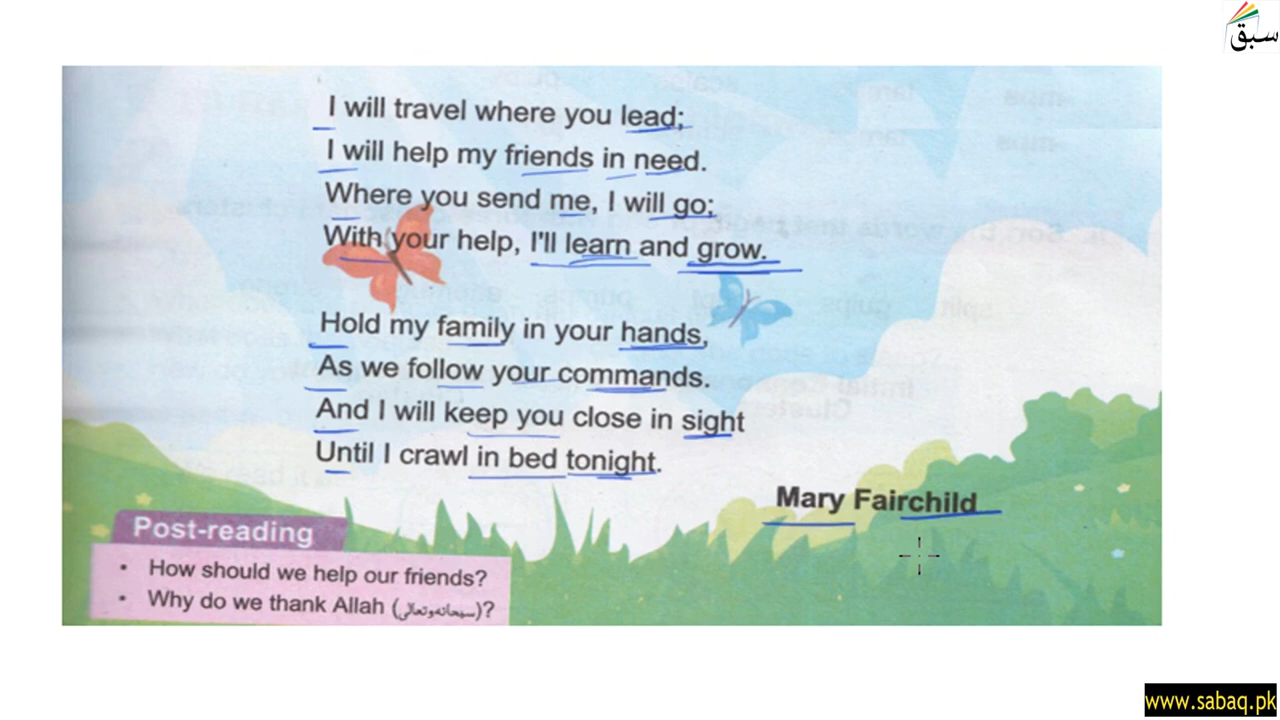 سبق
I will travel where you lead;
I will help my friends in need.
Where you send me, I will go;
With your help, I'll learn and grow.
Hold my family in your hands,
As we follow your commands.
And I will keep you close in sight
Until I crawl in bed tonight.
Mary Fairchild
Post-reading
• How should we help our friends?
• Why do we thank Allah (سبحانه وتعالى)?
www.sabaq.pk